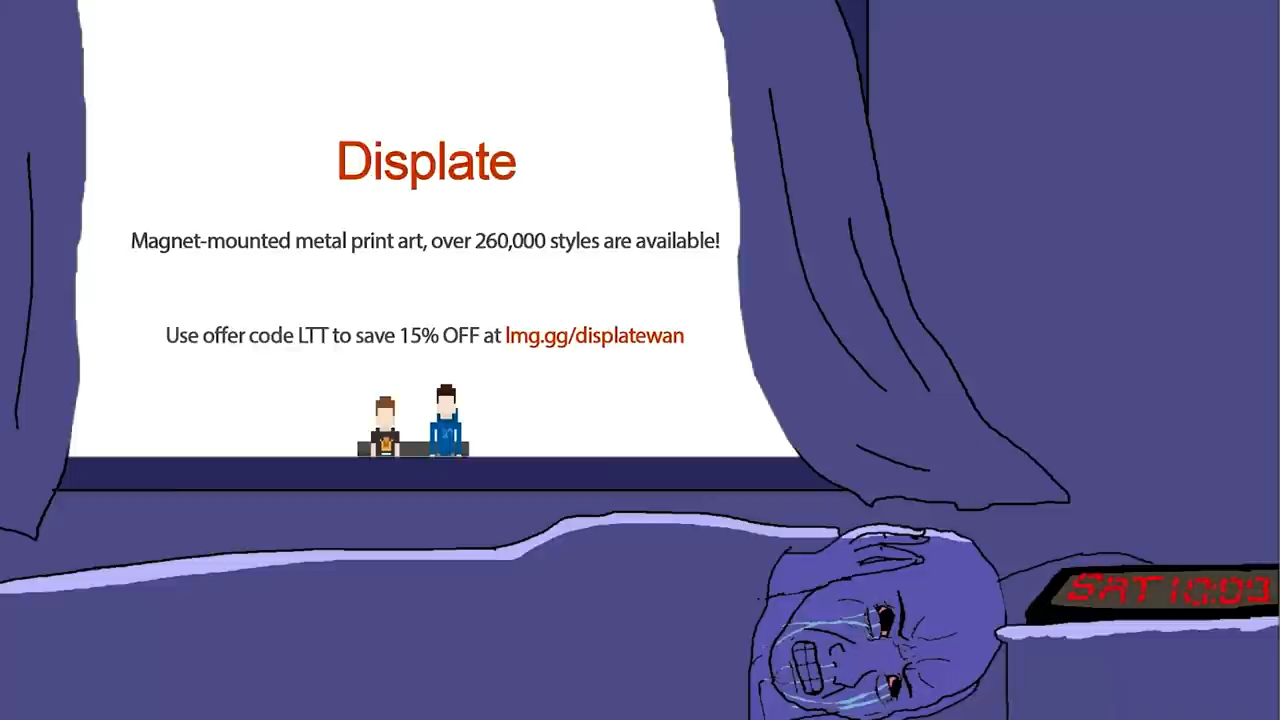 Displate
Magnet-mounted metal print art, over 260,000 styles are available!
Use offer code LTT to save 15% OFF at lmg.gg/displatewan
SAT 10:03